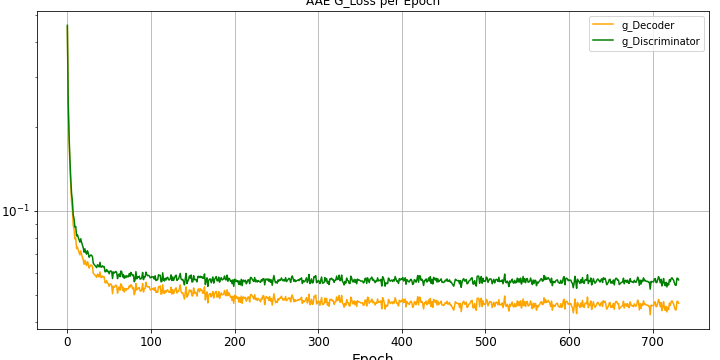 AAE G_Loss per Epoch
g_Decoder
g_Discriminator
10⁻¹
0 100 200 300 400 500 600 700
Epoch